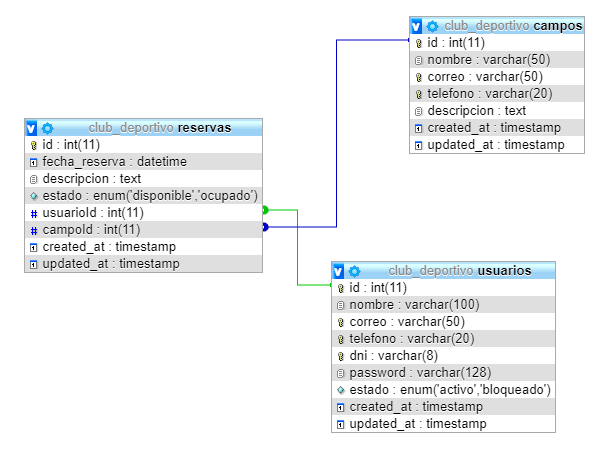 club_deportivo campos
id : int(11)
nombre : varchar(50)
correo : varchar(50)
telefono : varchar(20)
descripcion : text
created_at : timestamp
updated_at : timestamp
club_deportivo reservas
id : int(11)
fecha_reserva : datetime
descripcion : text
estado : enum('disponible','ocupado')
usuarioId : int(11)
campoId : int(11)
created_at : timestamp
updated_at : timestamp
club_deportivo usuarios
id : int(11)
nombre : varchar(100)
correo : varchar(50)
telefono : varchar(20)
dni : varchar(8)
password : varchar(128)
estado : enum('activo','bloqueado')
created_at : timestamp
updated_at : timestamp